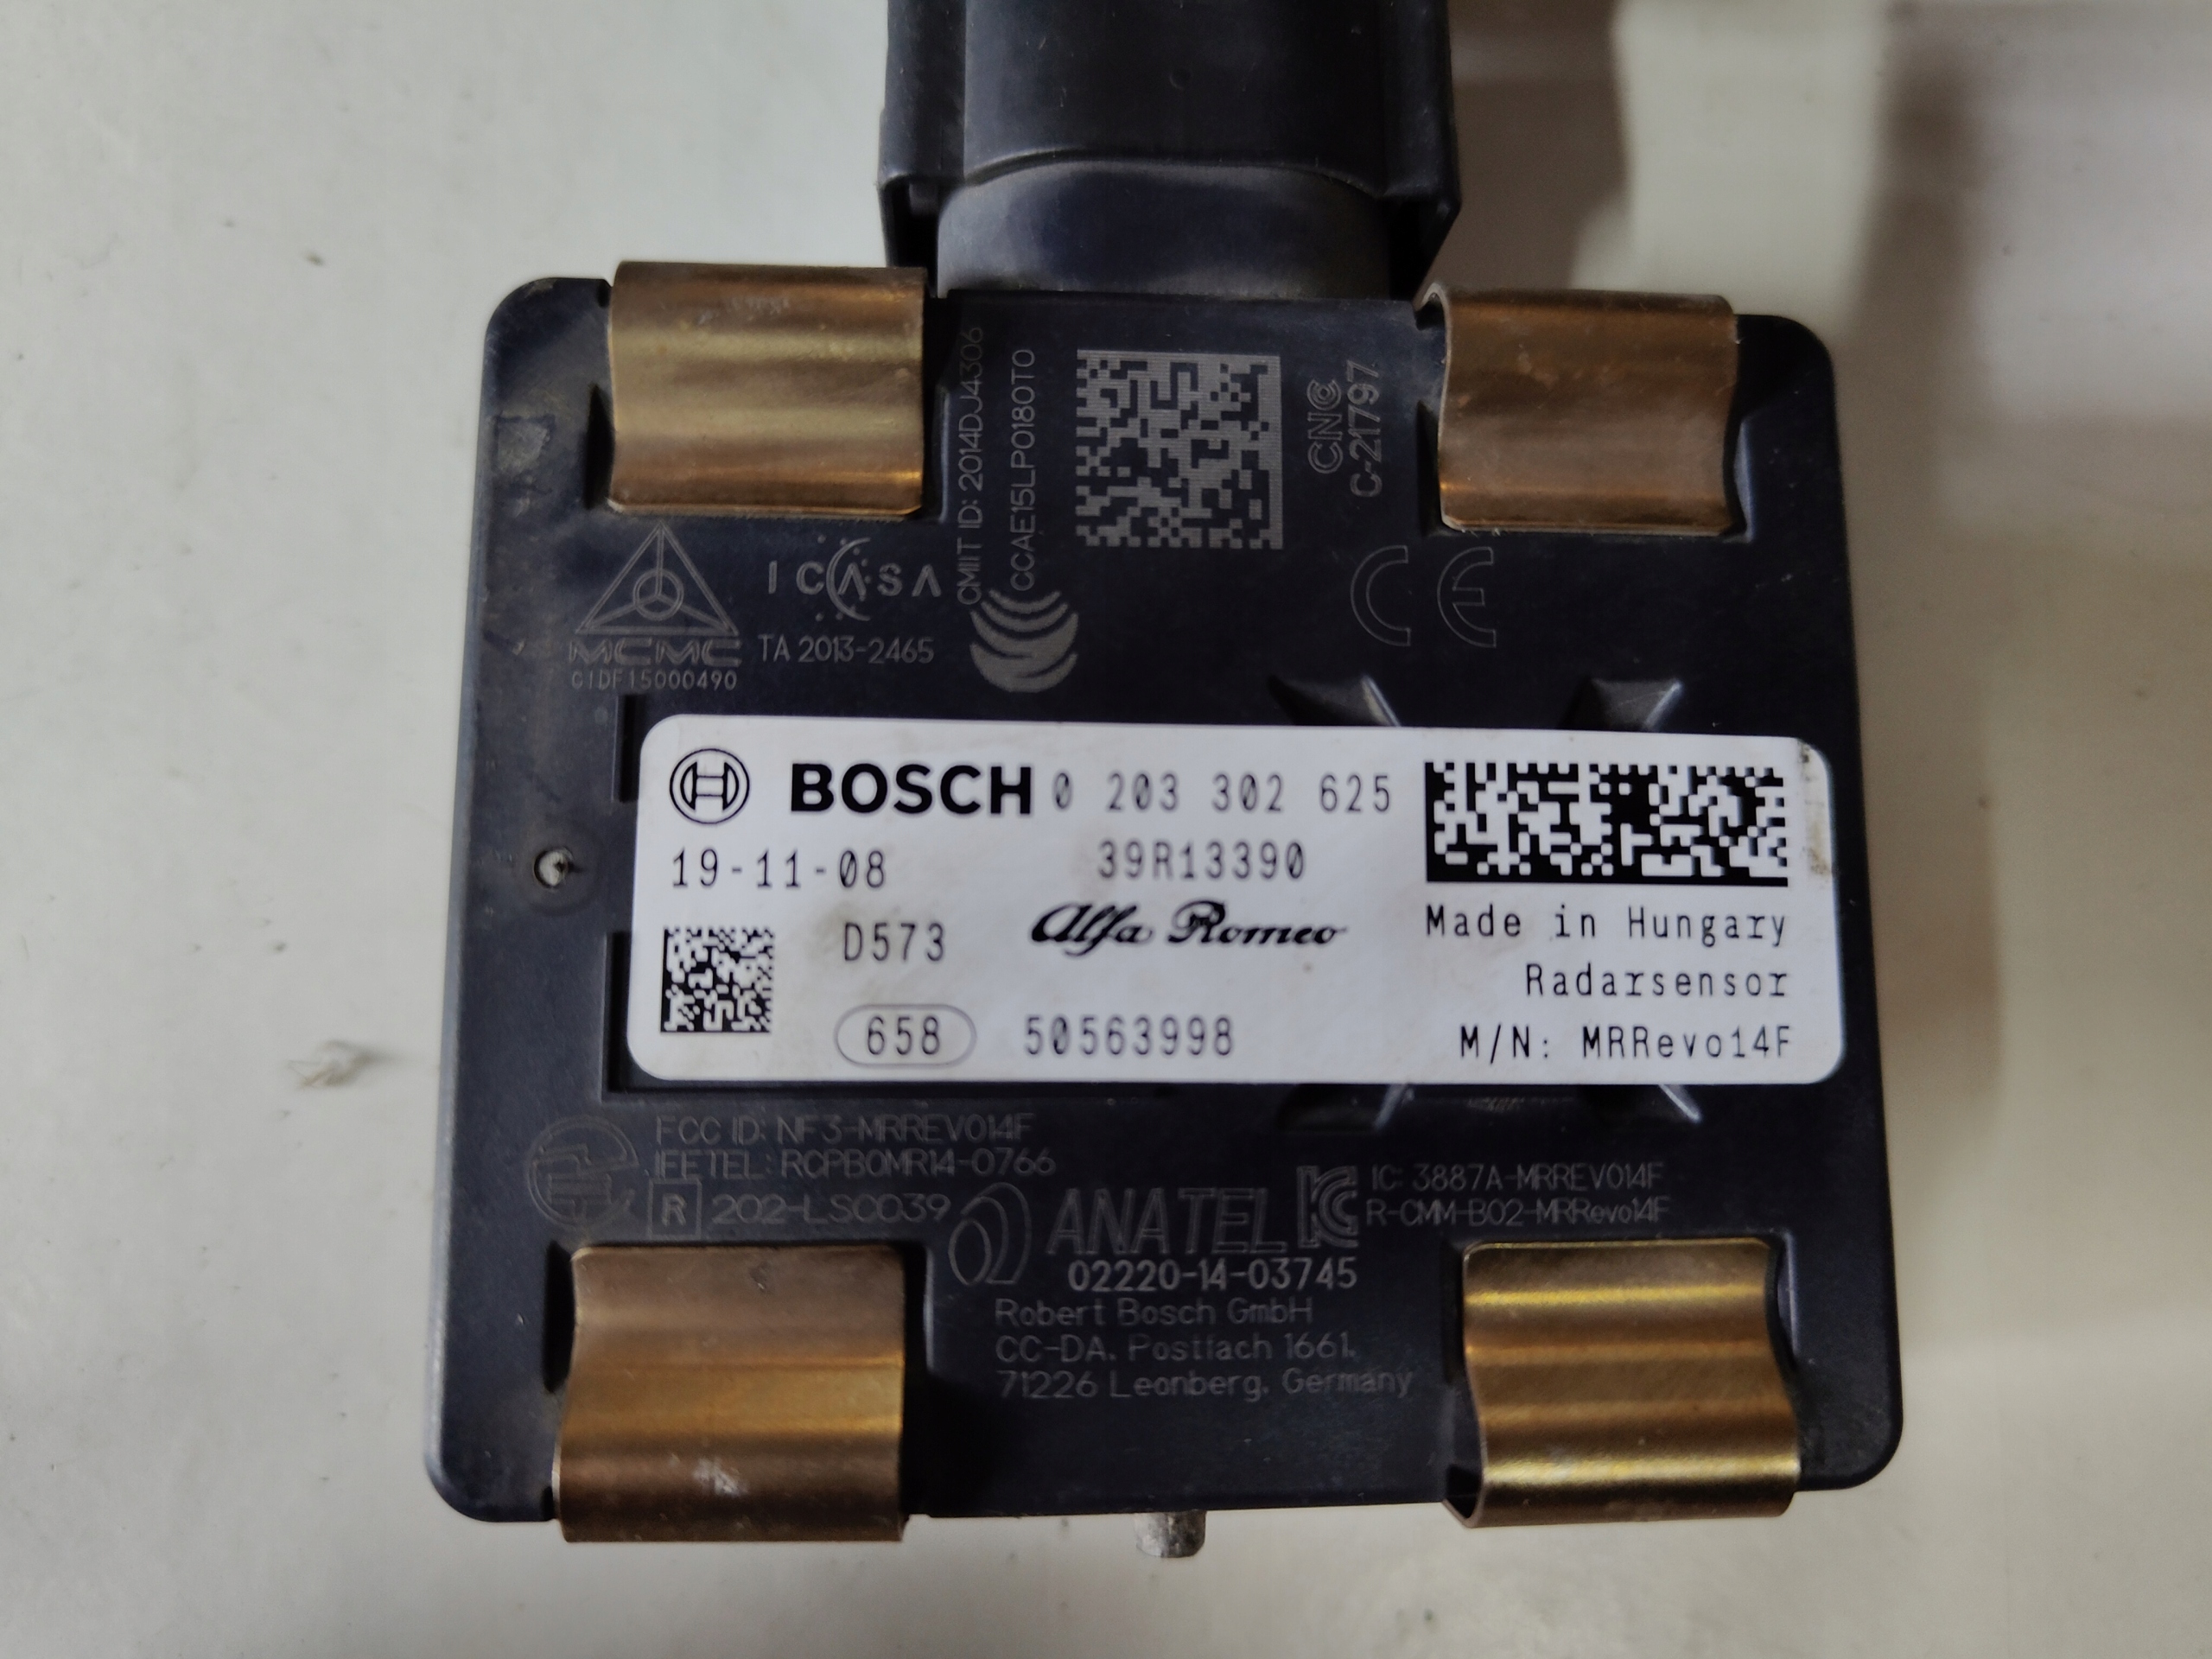 CMIIT ID: 2014DJ4306
CCAE15LP0180T0
CNC
C-21797
ICASA
TA 2013-2465
MCMC
CIDF15000490
CE
BOSCH 0 203 302 625
19-11-08 39R13390
D573 Alfa Romeo Made in Hungary
Radarsensor
658 50563998 M/N: MRRevo14F
FCC ID: NF3-MRREVO14F
IFETEL: RCPBOMR14-0766
R 202-LSC039
ANATEL
02220-14-03745
IC: 3887A-MRREVO14F
R-CMM-B02-MRRevo14F
Robert Bosch GmbH
CC-DA, Postfach 1661,
71226 Leonberg, Germany